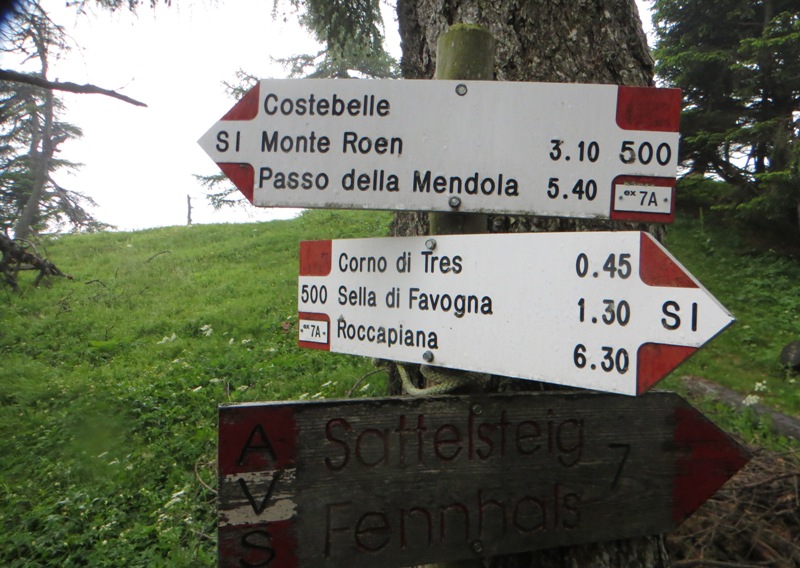 Costebelle
SI Monte Roen 3.10 500
Passo della Mendola 5.40 ex 7A
Corno di Tres 0.45
500 Sella di Favogna 1.30 SI
ex 7A Roccapiana 6.30
AVS
Sattelsteig 7
Fennhals